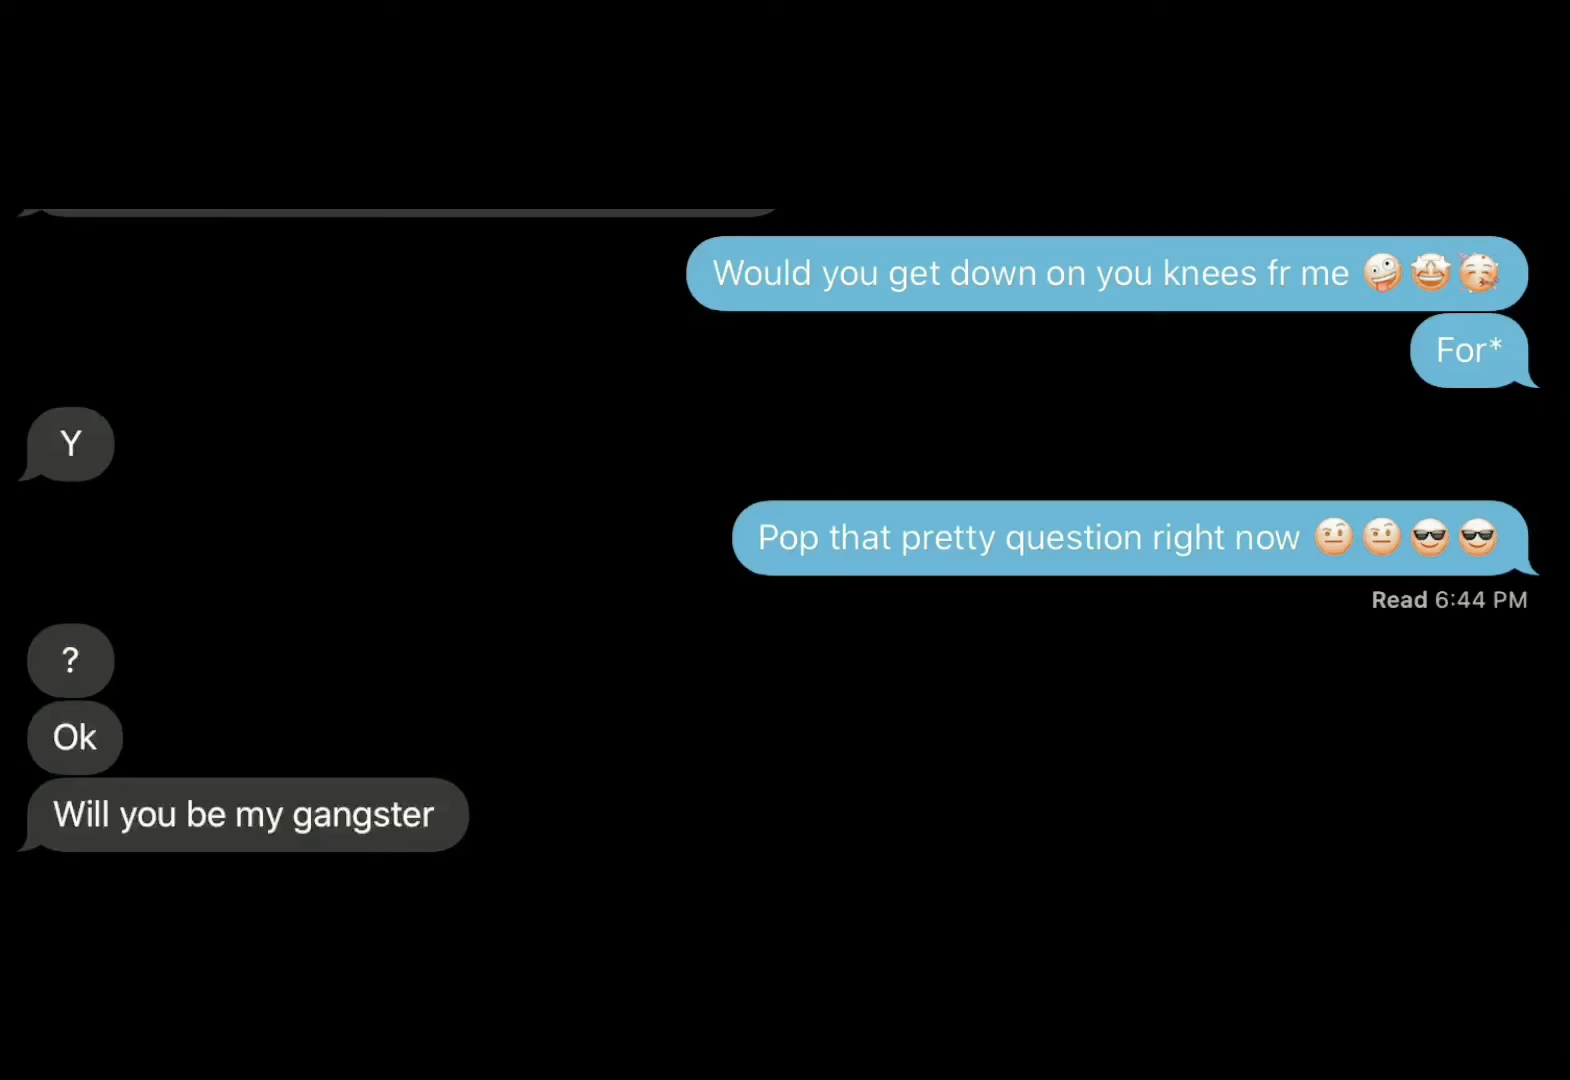 Would you get down on you knees fr me 🤪🤩🥳
For*
Y
Pop that pretty question right now 🤨🤨😎😎
Read 6:44 PM
?
Ok
Will you be my gangster